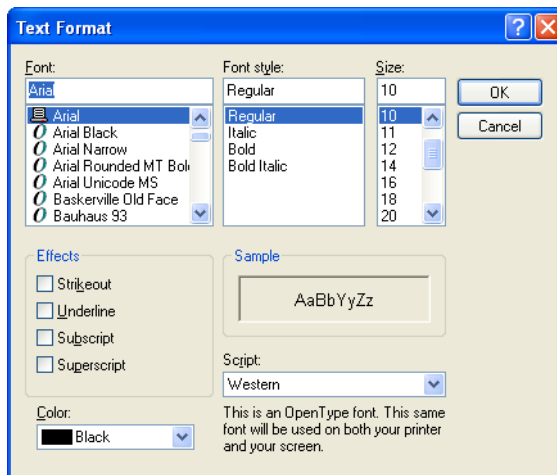 Text Format
Font:
Arial
Arial
Arial Black
Arial Narrow
Arial Rounded MT Bol
Arial Unicode MS
Baskerville Old Face
Bauhaus 93
Font style:
Regular
Regular
Italic
Bold
Bold Italic
Size:
10
10
11
12
14
16
18
20
OK
Cancel
Effects
Strikeout
Underline
Subscript
Superscript
Color:
Black
Sample
AaBbYyZz
Script:
Western
This is an OpenType font. This same
font will be used on both your printer
and your screen.